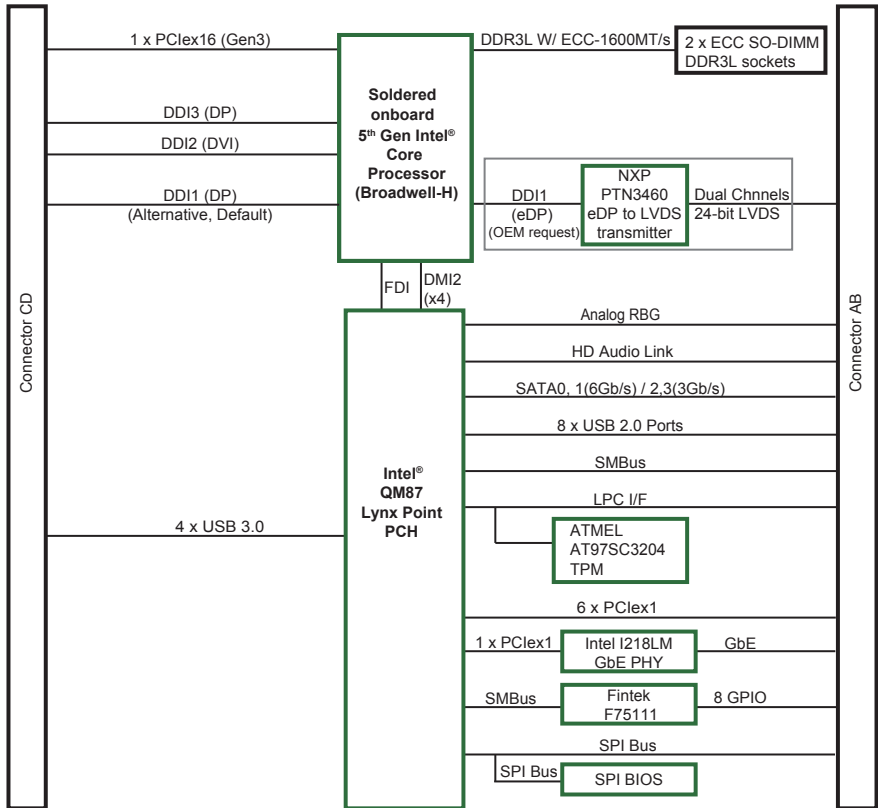 1 x PCIex16 (Gen3)
DDI3 (DP)
DDI2 (DVI)
DDI1 (DP)
(Alternative, Default)
Connector CD
Soldered
onboard
5th Gen Intel®
Core
Processor
(Broadwell-H)
DDR3L W/ ECC-1600MT/s
2 x ECC SO-DIMM
DDR3L sockets
DDI1
(eDP)
(OEM request)
NXP
PTN3460
eDP to LVDS
transmitter
Dual Chnnels
24-bit LVDS
Connector AB
FDI
DMI2
(x4)
4 x USB 3.0
Intel®
QM87
Lynx Point
PCH
Analog RBG
HD Audio Link
SATA0, 1(6Gb/s) / 2,3(3Gb/s)
8 x USB 2.0 Ports
SMBus
LPC I/F
ATMEL
AT97SC3204
TPM
6 x PCIex1
1 x PCIex1
Intel I218LM
GbE PHY
GbE
SMBus
Fintek
F75111
8 GPIO
SPI Bus
SPI Bus
SPI BIOS